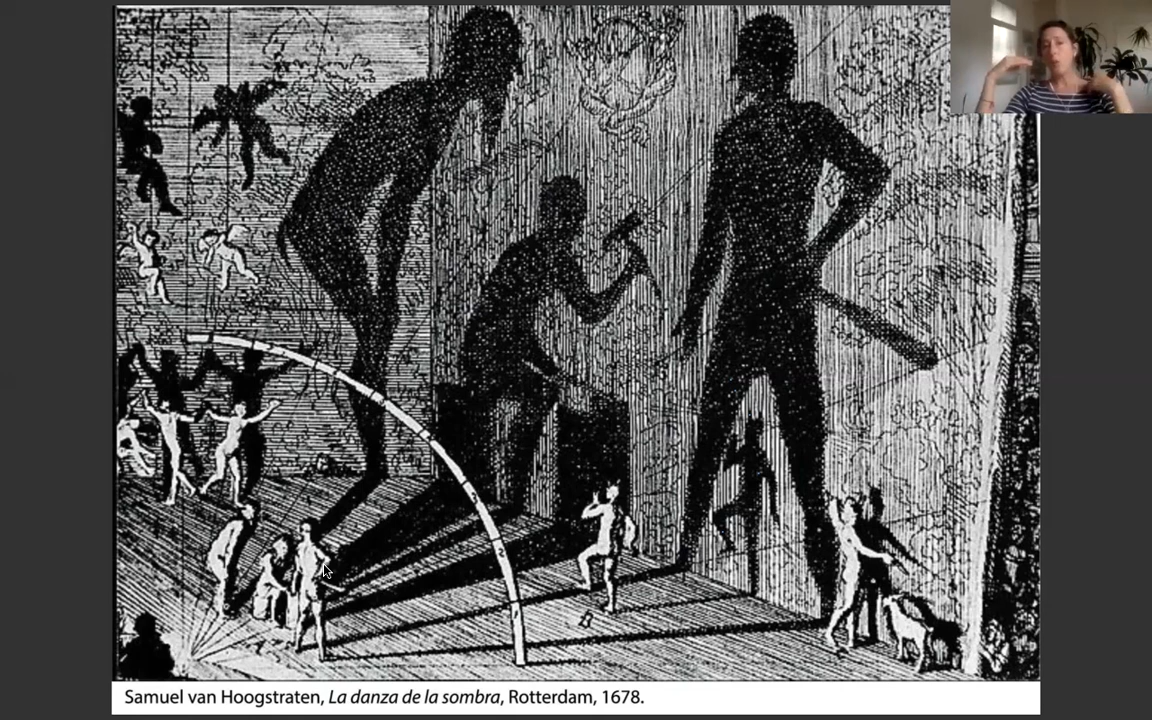 B
Samuel van Hoogstraten, La danza de la sombra, Rotterdam, 1678.